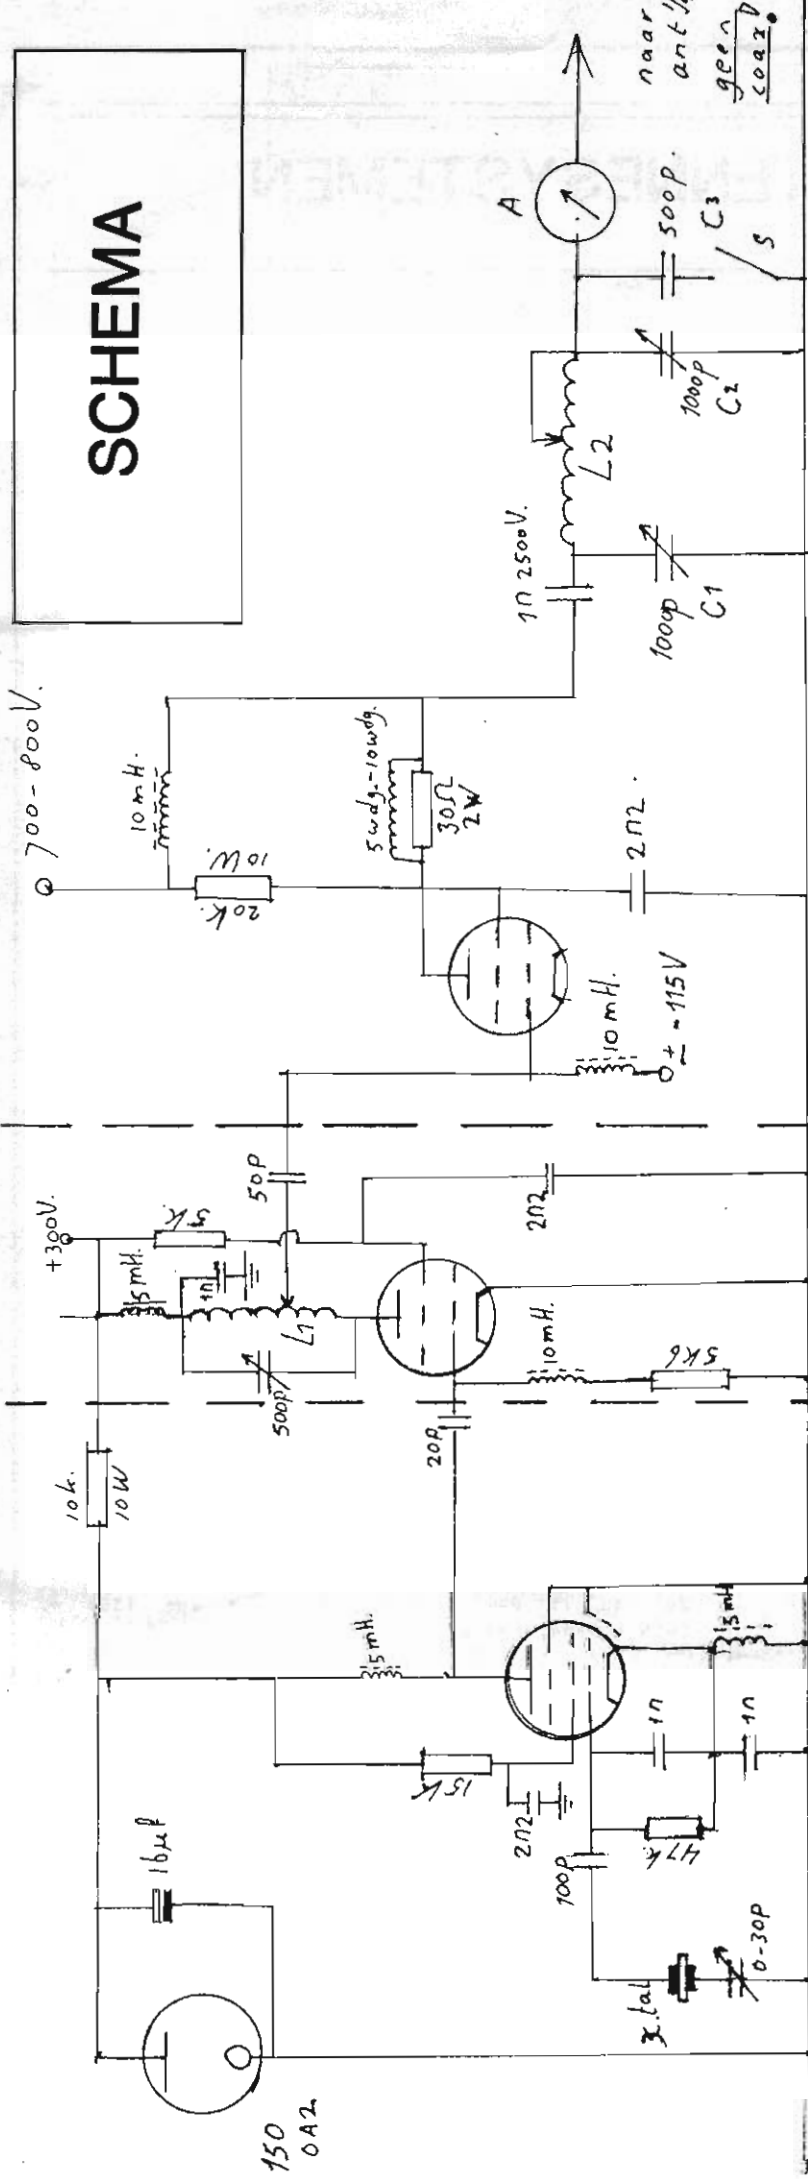 SCHEMA
150
0A2
16µF
10k.
10W
+300V.
700-800V.
15K
5mH.
2n2
100p
47K
1n
1n
5mH
x.tal
0-30p
20p
5mH.
1n
L1
500p
5K
50p
2n2
10mH.
5K6
10mH.
± -115V
10mH.
20K.
10W.
5wdg.-10wdg.
30Ω
2W
2n2.
1n 2500V.
L2
1000p
C1
1000p
C2
500p.
C3
S
A
naar
geen
coax